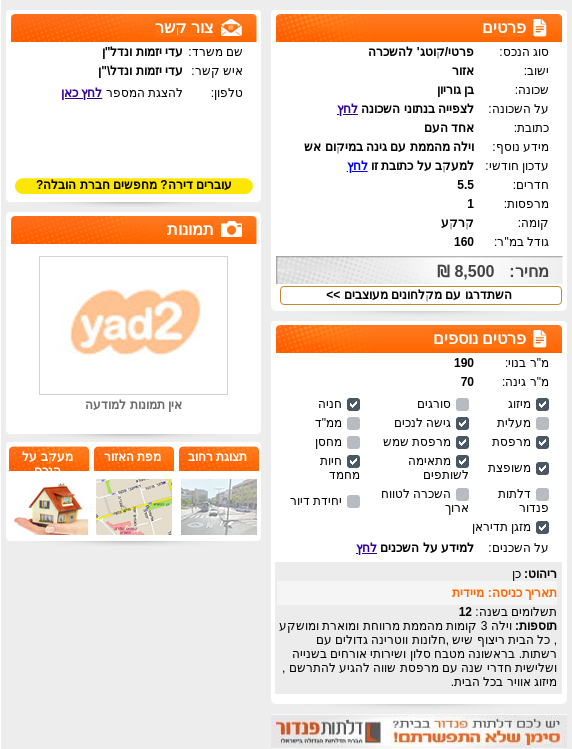 פרטים
סוג הנכס: פרטי/קוטג' להשכרה
ישוב: אזור
שכונה: בן גוריון
על השכונה: לצפייה בנתוני השכונה לחץ
כתובת: אחד העם
מידע נוסף: וילה מהממת עם גינה במיקום אש
עדכון חודשי: למעקב על כתובת זו לחץ
חדרים: 5.5
מרפסות: 1
קומה: קרקע
גודל במ"ר: 160
מחיר: 8,500 ₪
השתדרגו עם מקלחונים מעוצבים >>
פרטים נוספים
מ"ר בנוי: 190
מ"ר גינה: 70
מיזוג סורגים חניה
מעלית גישה לנכים ממ"ד
מרפסת מרפסת שמש מחסן
משופצת מתאימה לשותפים חיות מחמד
דלתות פנדור השכרה לטווח ארוך יחידת דיור
מזגן תדיראן
על השכנים: למידע על השכנים לחץ
ריהוט: כן
תאריך כניסה: מיידית
תשלומים בשנה: 12
תוספות: וילה 3 קומות מהממת מרווחת ומוארת ומושקע
, כל הבית ריצוף שיש ,חלונות ווטרינה גדולים עם
רשתות. בראשונה מטבח סלון ושירותי אורחים בשנייה
ושלישית חדרי שנה עם מרפסת שווה להגיע להתרשם ,
מיזוג אוויר בכל הבית.
יש לכם דלתות פנדור בבית?
סימן שלא התפשרתם!
דלתות פנדור
חברת הדלתות הגדולה בישראל
צור קשר
שם משרד: עדי יזמות ונדל"ן
איש קשר: עדי יזמות ונדל\"ן
טלפון: להצגת המספר לחץ כאן
עוברים דירה? מחפשים חברת הובלה?
תמונות
yad2
אין תמונות למודעה
תצוגת רחוב
מפת האזור
מעקב על
הנכס